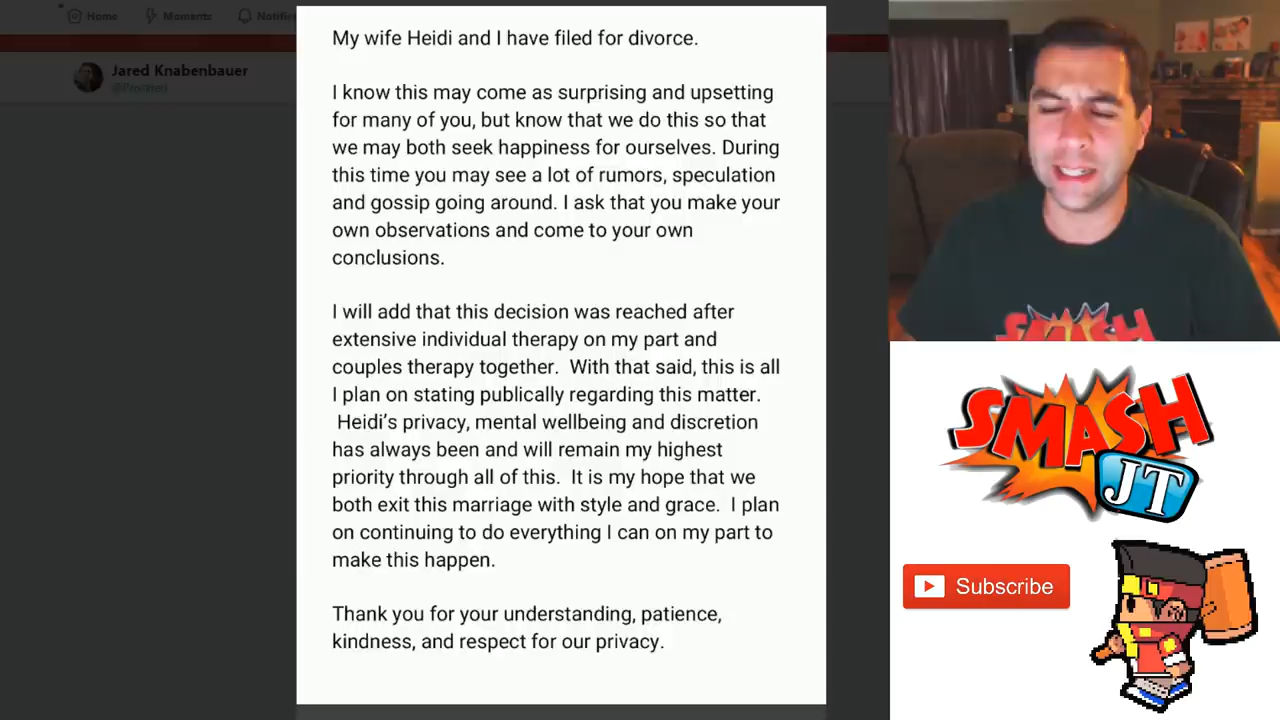 Home
Moments
Jared Knabenbauer
My wife Heidi and I have filed for divorce.
I know this may come as surprising and upsetting
for many of you, but know that we do this so that
we may both seek happiness for ourselves. During
this time you may see a lot of rumors, speculation
and gossip going around. I ask that you make your
own observations and come to your own
conclusions.
I will add that this decision was reached after
extensive individual therapy on my part and
couples therapy together.  With that said, this is all
I plan on stating publically regarding this matter.
Heidi's privacy, mental wellbeing and discretion
has always been and will remain my highest
priority through all of this.  It is my hope that we
both exit this marriage with style and grace.  I plan
on continuing to do everything I can on my part to
make this happen.
Thank you for your understanding, patience,
kindness, and respect for our privacy.
SMASH
JT
Subscribe